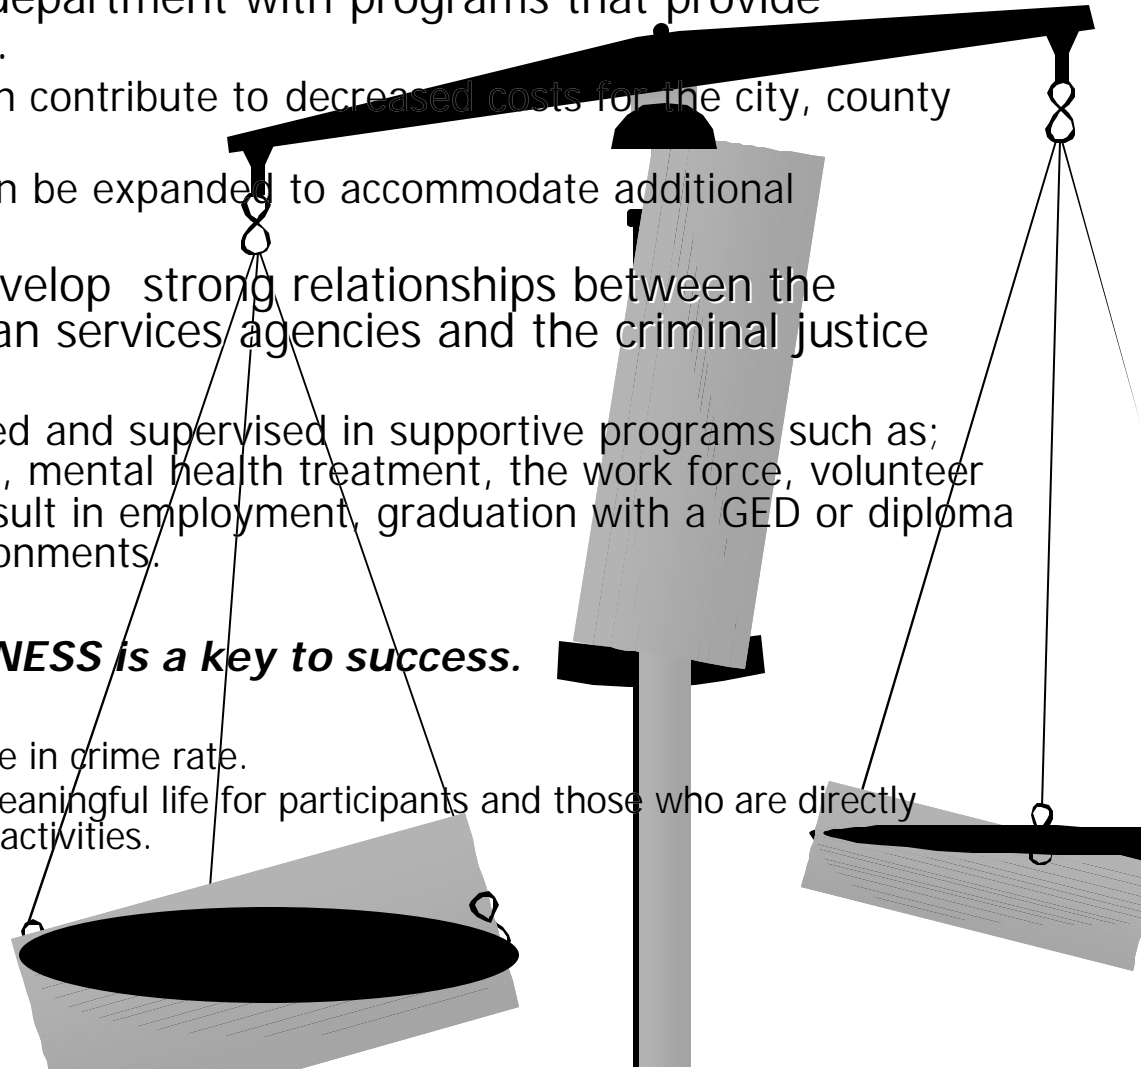 department with programs that provide
.
n contribute to decreased costs for the city, county
n be expanded to accommodate additional
velop strong relationships between the
an services agencies and the criminal justice
ed and supervised in supportive programs such as;
, mental health treatment, the work force, volunteer
sult in employment, graduation with a GED or diploma
onments.
NESS is a key to success.
e in crime rate.
eaningful life for participants and those who are directly
activities.